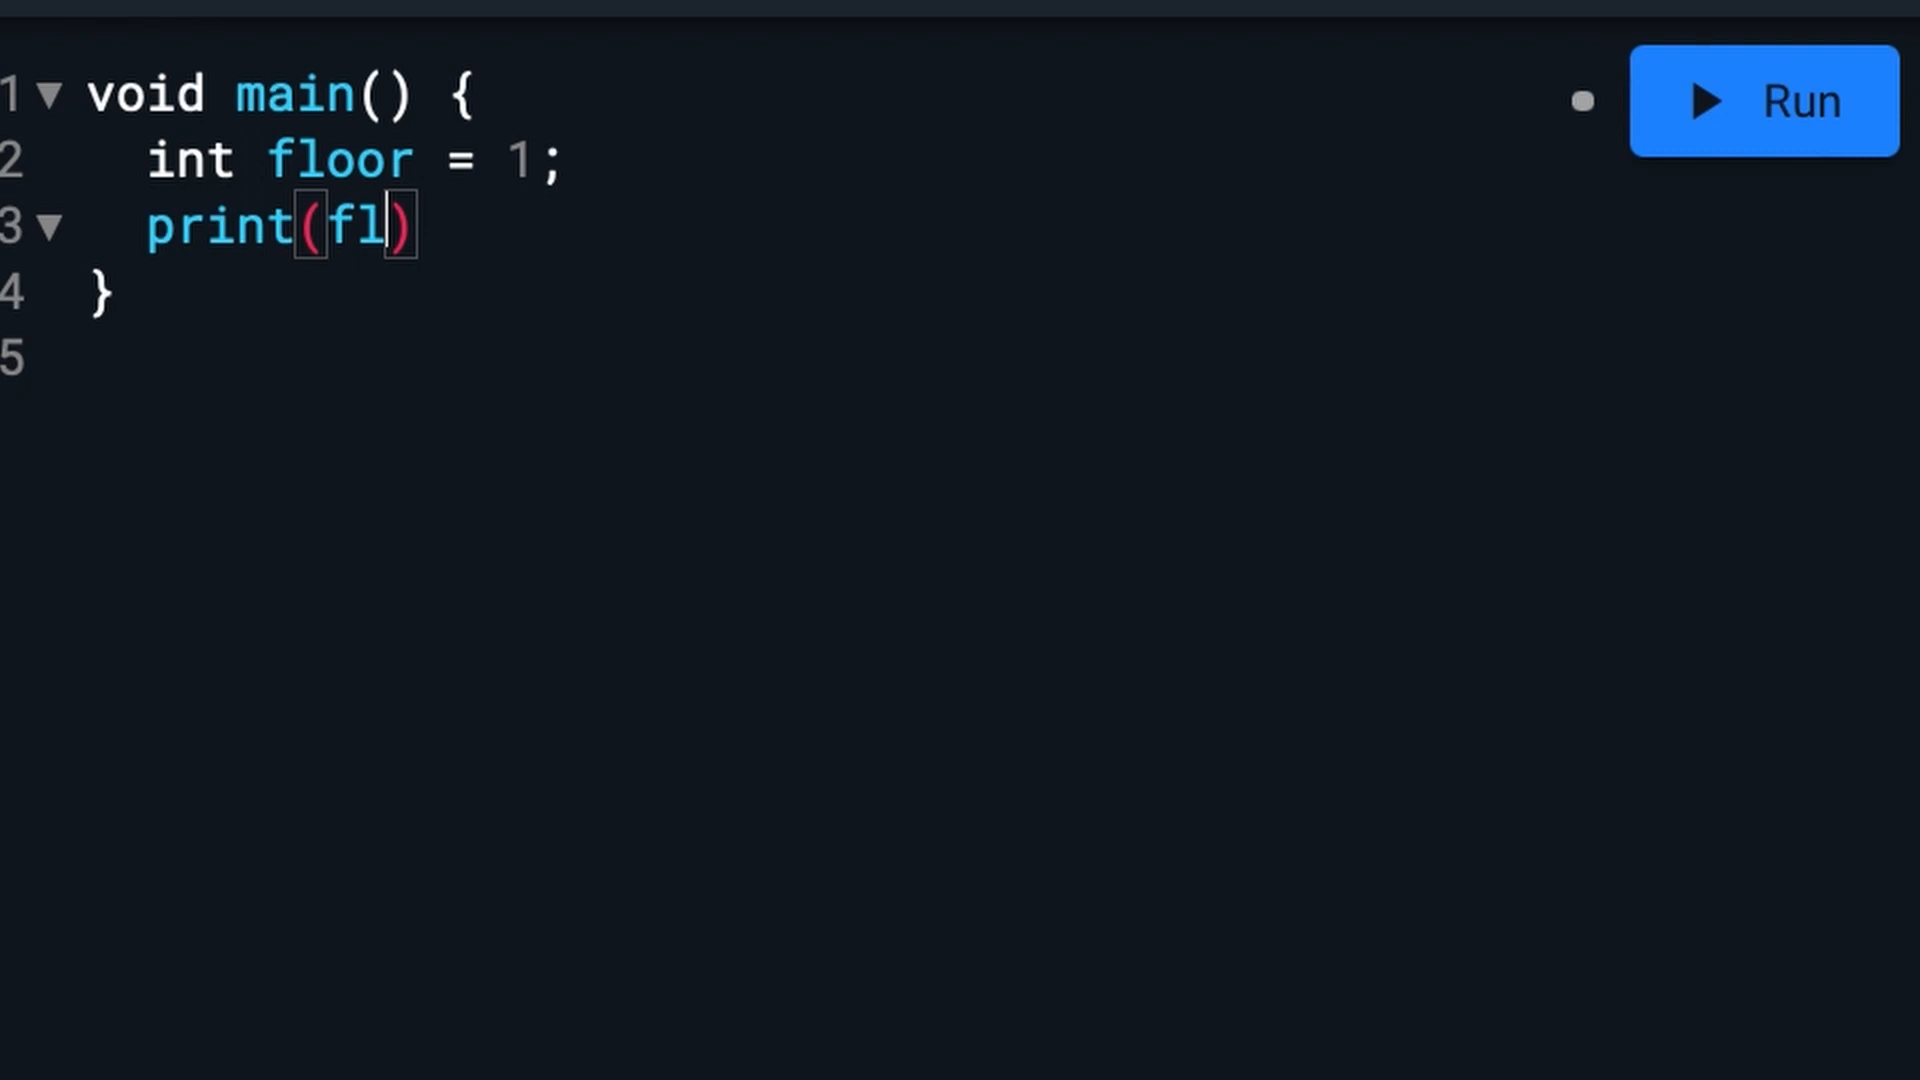 1 void main() {
Run
2 int floor = 1;
3 print(fl)
4 }
5